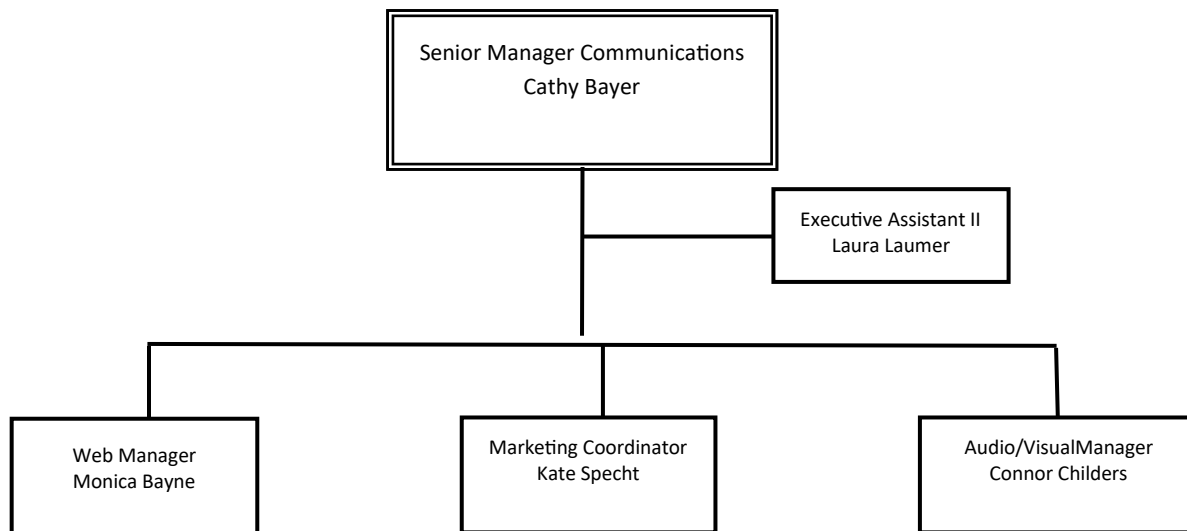 Senior Manager Communications
Cathy Bayer
Executive Assistant II
Laura Laumer
Web Manager
Monica Bayne
Marketing Coordinator
Kate Specht
Audio/VisualManager
Connor Childers